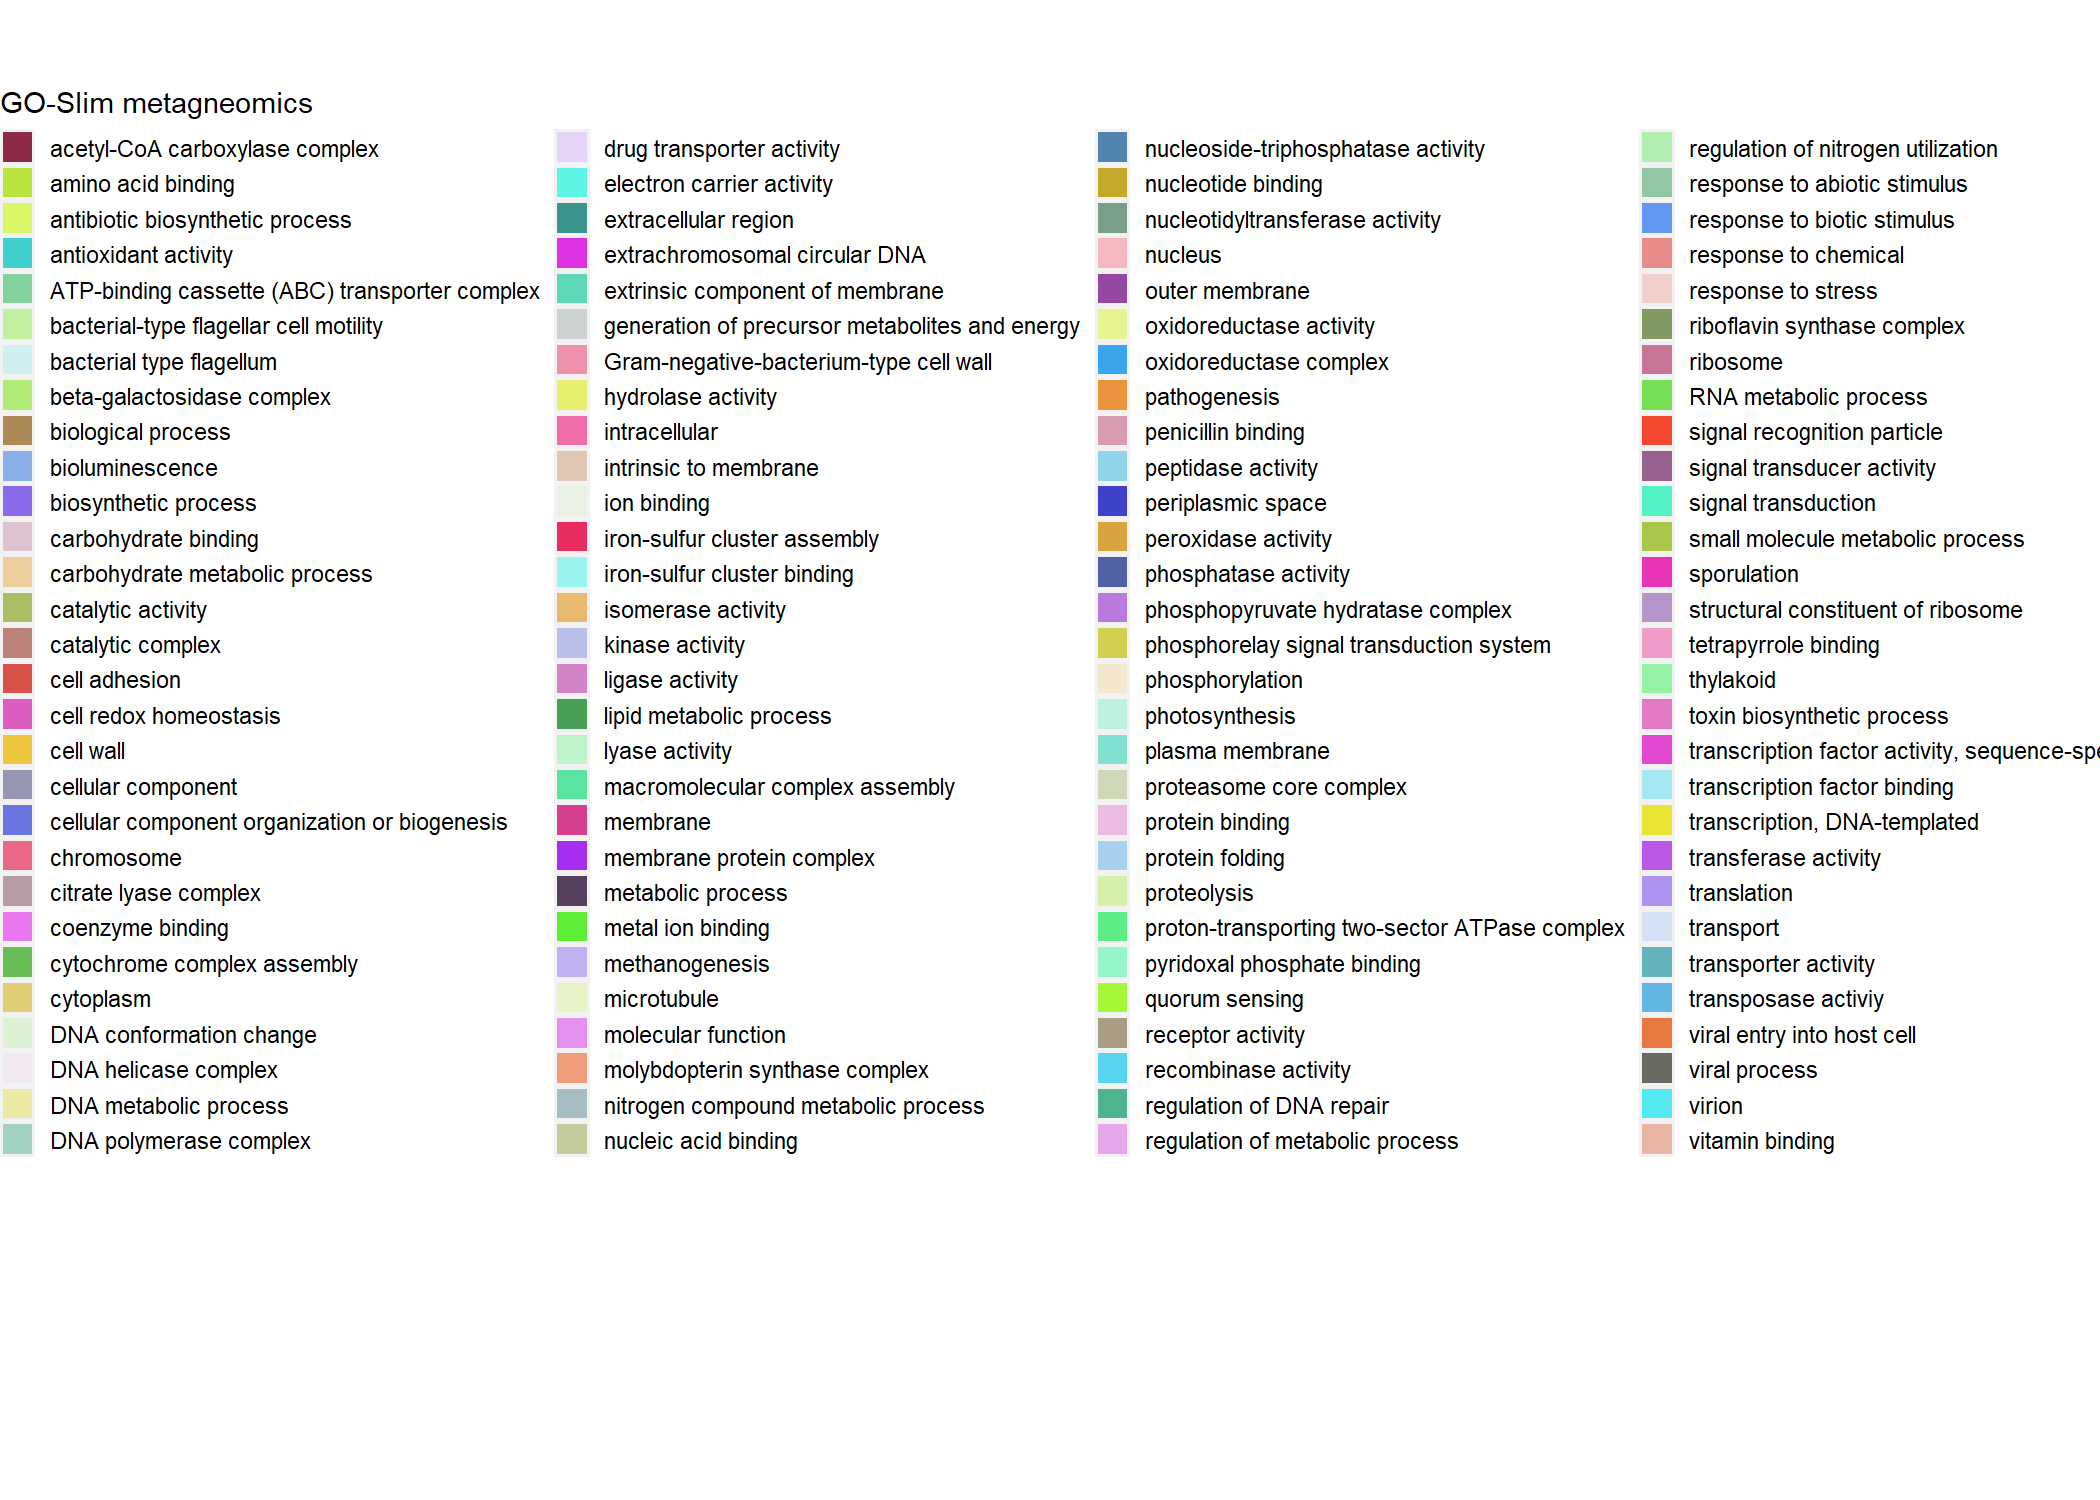 GO-Slim metagneomics
acetyl-CoA carboxylase complex
amino acid binding
antibiotic biosynthetic process
antioxidant activity
ATP-binding cassette (ABC) transporter complex
bacterial-type flagellar cell motility
bacterial type flagellum
beta-galactosidase complex
biological process
bioluminescence
biosynthetic process
carbohydrate binding
carbohydrate metabolic process
catalytic activity
catalytic complex
cell adhesion
cell redox homeostasis
cell wall
cellular component
cellular component organization or biogenesis
chromosome
citrate lyase complex
coenzyme binding
cytochrome complex assembly
cytoplasm
DNA conformation change
DNA helicase complex
DNA metabolic process
DNA polymerase complex
drug transporter activity
electron carrier activity
extracellular region
extrachromosomal circular DNA
extrinsic component of membrane
generation of precursor metabolites and energy
Gram-negative-bacterium-type cell wall
hydrolase activity
intracellular
intrinsic to membrane
ion binding
iron-sulfur cluster assembly
iron-sulfur cluster binding
isomerase activity
kinase activity
ligase activity
lipid metabolic process
lyase activity
macromolecular complex assembly
membrane
membrane protein complex
metabolic process
metal ion binding
methanogenesis
microtubule
molecular function
molybdopterin synthase complex
nitrogen compound metabolic process
nucleic acid binding
nucleoside-triphosphatase activity
nucleotide binding
nucleotidyltransferase activity
nucleus
outer membrane
oxidoreductase activity
oxidoreductase complex
pathogenesis
penicillin binding
peptidase activity
periplasmic space
peroxidase activity
phosphatase activity
phosphopyruvate hydratase complex
phosphorelay signal transduction system
phosphorylation
photosynthesis
plasma membrane
proteasome core complex
protein binding
protein folding
proteolysis
proton-transporting two-sector ATPase complex
pyridoxal phosphate binding
quorum sensing
receptor activity
recombinase activity
regulation of DNA repair
regulation of metabolic process
regulation of nitrogen utilization
response to abiotic stimulus
response to biotic stimulus
response to chemical
response to stress
riboflavin synthase complex
ribosome
RNA metabolic process
signal recognition particle
signal transducer activity
signal transduction
small molecule metabolic process
sporulation
structural constituent of ribosome
tetrapyrrole binding
thylakoid
toxin biosynthetic process
transcription factor activity, sequence-spe
transcription factor binding
transcription, DNA-templated
transferase activity
translation
transport
transporter activity
transposase activiy
viral entry into host cell
viral process
virion
vitamin binding